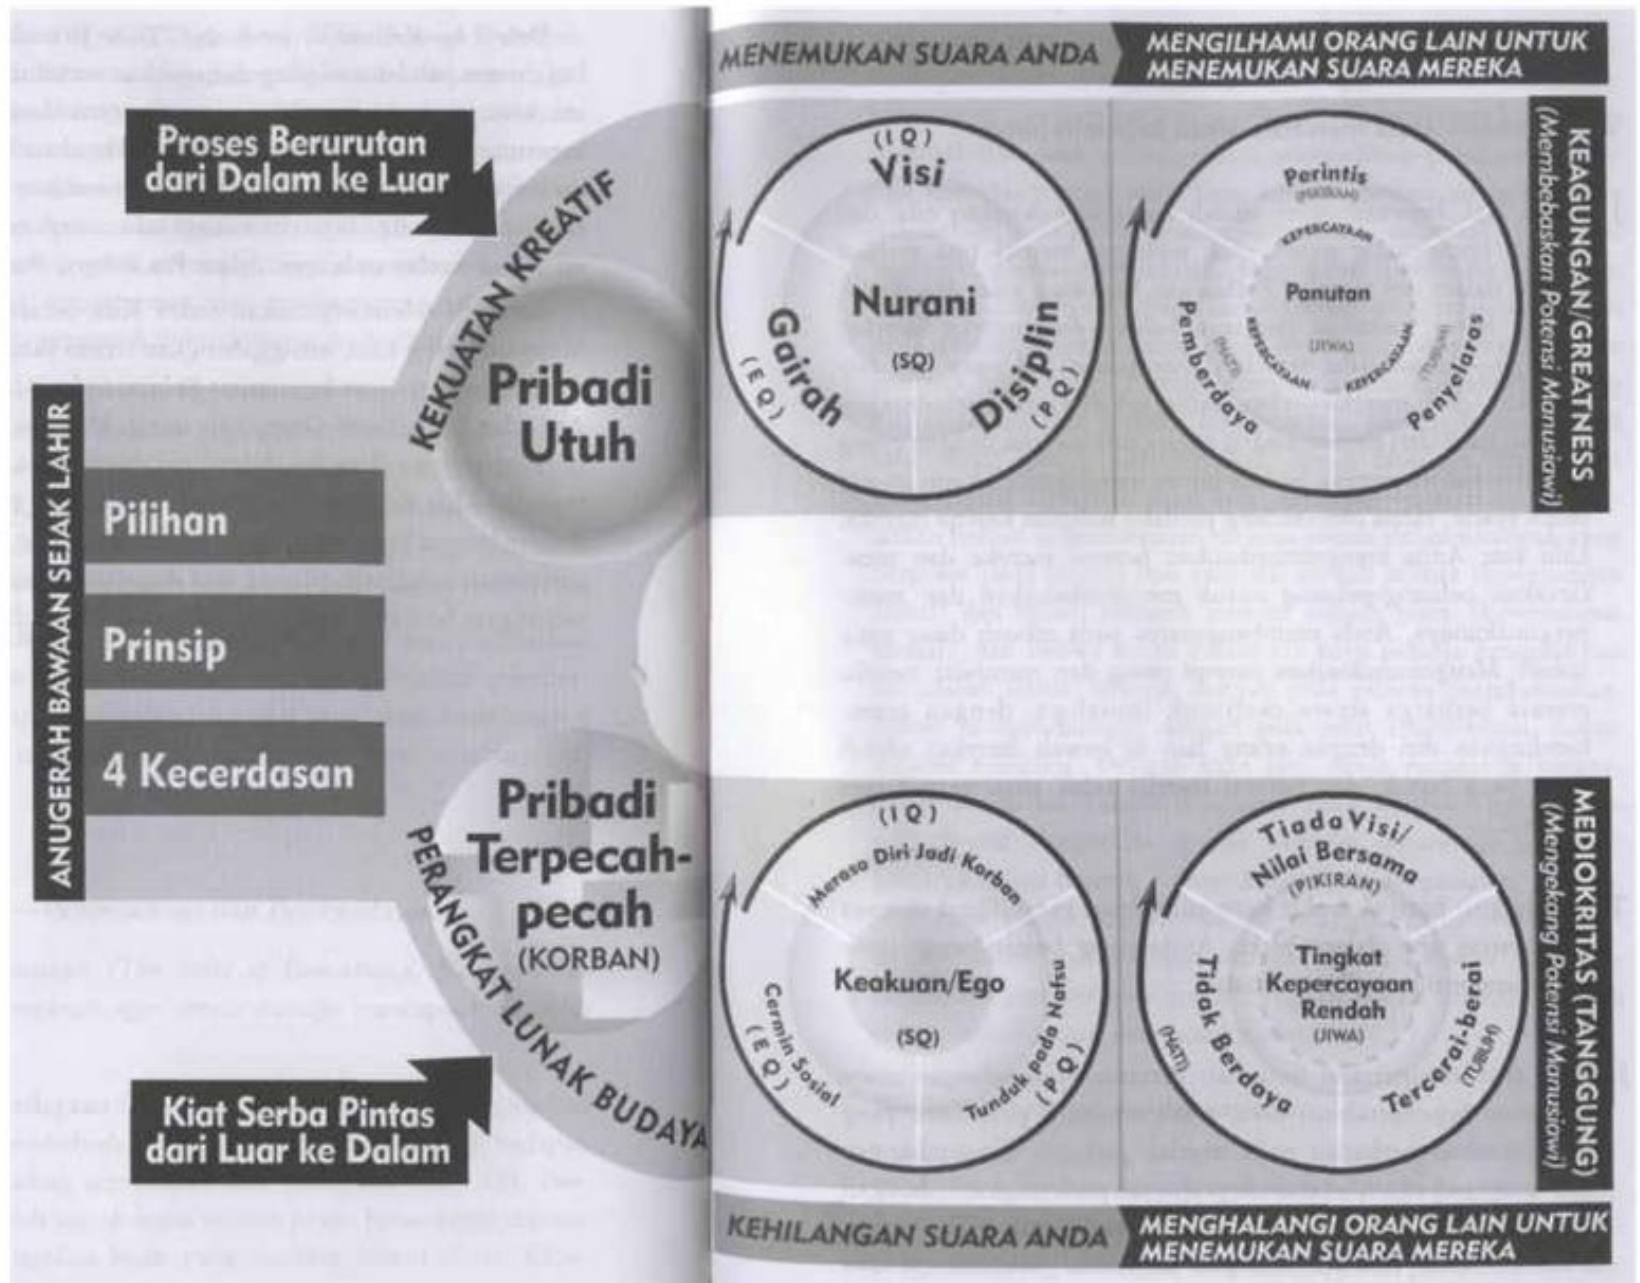 MENEMUKAN SUARA ANDA
MENGILHAMI ORANG LAIN UNTUK
MENEMUKAN SUARA MEREKA
Proses Berurutan
dari Dalam ke Luar
KEKUATAN KREATIF
Pribadi
Utuh
(IQ)
Visi
Nurani
(SQ)
Gairah
(EQ)
Disiplin
(PQ)
Perintis
(PIKIRAN)
KEPERCAYAAN
Panutan
(JIWA)
KEPERCAYAAN
KEPERCAYAAN
Pemberdaya
(HATI)
Penyelaras
(TUBUH)
KEAGUNGAN/GREATNESS
(Membebaskan Potensi Manusiawi)
ANUGERAH BAWAAN SEJAK LAHIR
Pilihan
Prinsip
4 Kecerdasan
Pribadi
Terpecah-
pecah
(KORBAN)
PERANGKAT LUNAK BUDAYA
Kiat Serba Pintas
dari Luar ke Dalam
(IQ)
Merasa Diri Jadi Korban
Keakuan/Ego
(SQ)
Cermin Sosial
(EQ)
Tunduk pada Nafsu
(PQ)
Tiada Visi/
Nilai Bersama
(PIKIRAN)
Tingkat
Kepercayaan
Rendah
(JIWA)
Tidak Berdaya
(HATI)
Tercerai-berai
(TUBUH)
MEDIOKRITAS (TANGGUNG)
(Mengekang Potensi Manusiawi)
KEHILANGAN SUARA ANDA
MENGHALANGI ORANG LAIN UNTUK
MENEMUKAN SUARA MEREKA